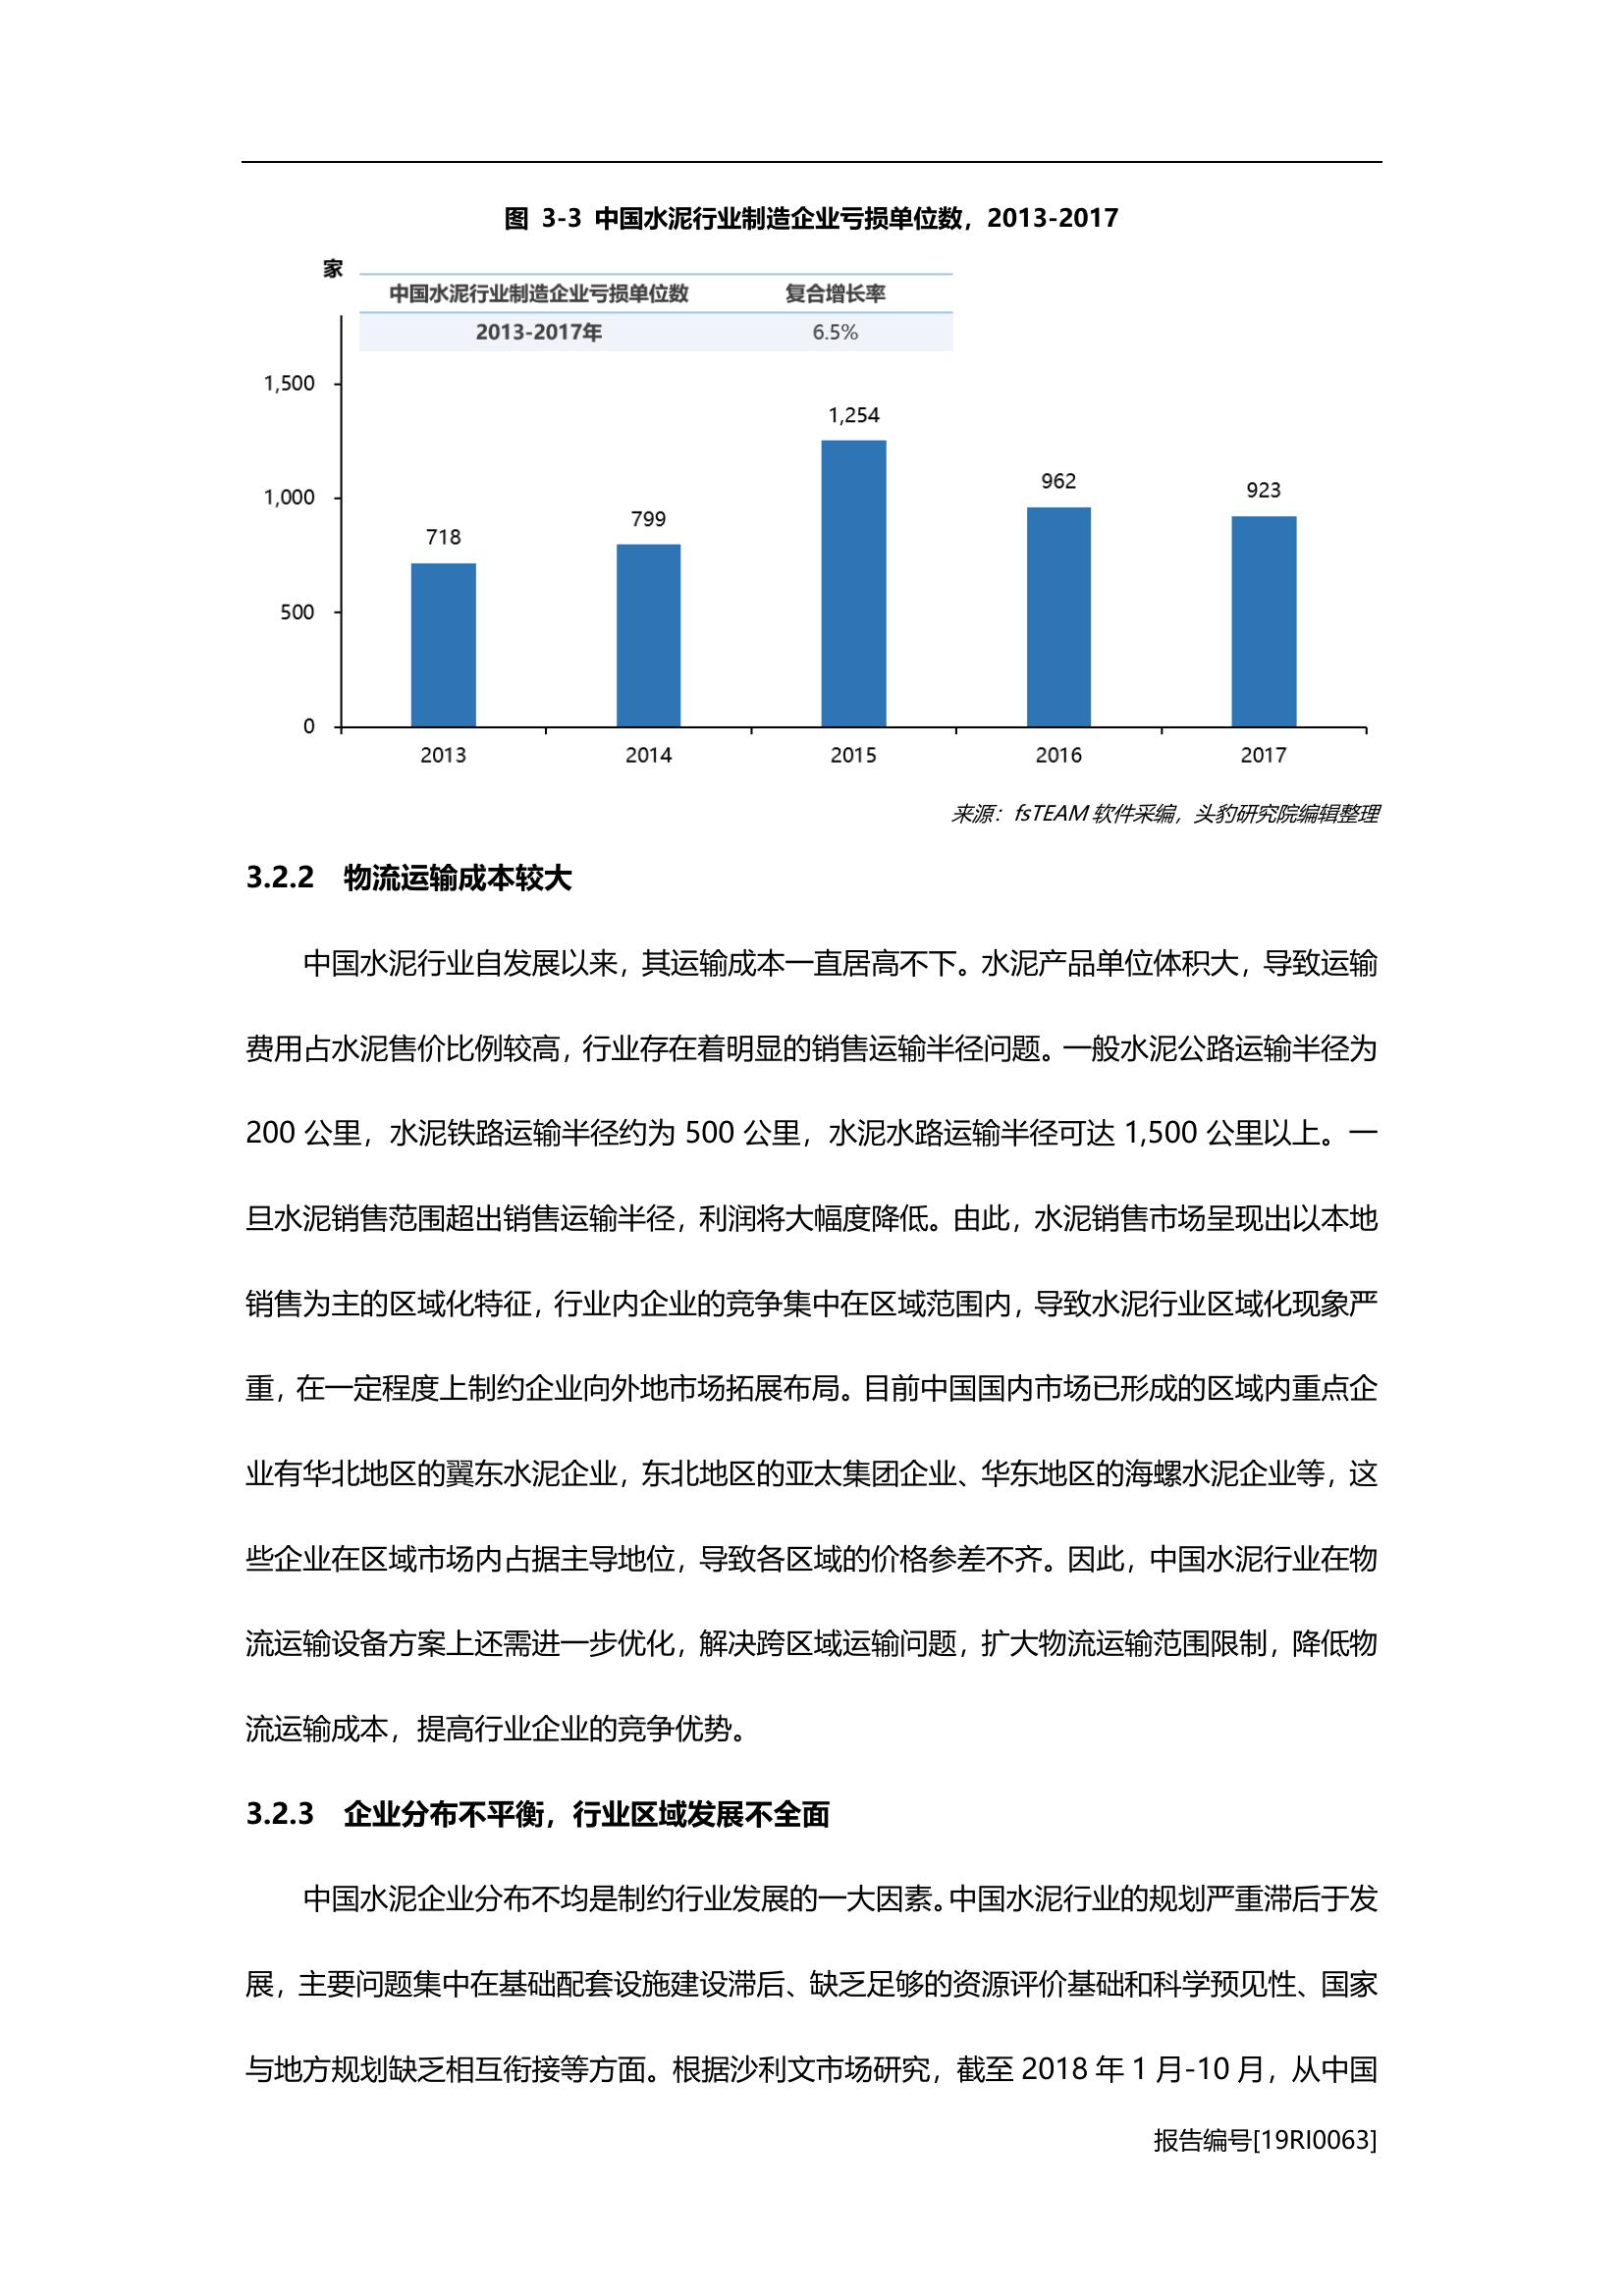 图 3-3 中国水泥行业制造企业亏损单位数，2013-2017
家
中国水泥行业制造企业亏损单位数 复合增长率
2013-2017年 6.5%
1,500
1,000
500
0
718
799
1,254
962
923
2013 2014 2015 2016 2017
来源：fsTEAM 软件采编，头豹研究院编辑整理
3.2.2 物流运输成本较大
中国水泥行业自发展以来，其运输成本一直居高不下。水泥产品单位体积大，导致运输
费用占水泥售价比例较高，行业存在着明显的销售运输半径问题。一般水泥公路运输半径为
200 公里，水泥铁路运输半径约为 500 公里，水泥水路运输半径可达 1,500 公里以上。一
旦水泥销售范围超出销售运输半径，利润将大幅度降低。由此，水泥销售市场呈现出以本地
销售为主的区域化特征，行业内企业的竞争集中在区域范围内，导致水泥行业区域化现象严
重，在一定程度上制约企业向外地市场拓展布局。目前中国国内市场已形成的区域内重点企
业有华北地区的翼东水泥企业，东北地区的亚太集团企业、华东地区的海螺水泥企业等，这
些企业在区域市场内占据主导地位，导致各区域的价格参差不齐。因此，中国水泥行业在物
流运输设备方案上还需进一步优化，解决跨区域运输问题，扩大物流运输范围限制，降低物
流运输成本，提高行业企业的竞争优势。
3.2.3 企业分布不平衡，行业区域发展不全面
中国水泥企业分布不均是制约行业发展的一大因素。中国水泥行业的规划严重滞后于发
展，主要问题集中在基础配套设施建设滞后、缺乏足够的资源评价基础和科学预见性、国家
与地方规划缺乏相互衔接等方面。根据沙利文市场研究，截至 2018 年 1 月-10 月，从中国
报告编号[19RI0063]